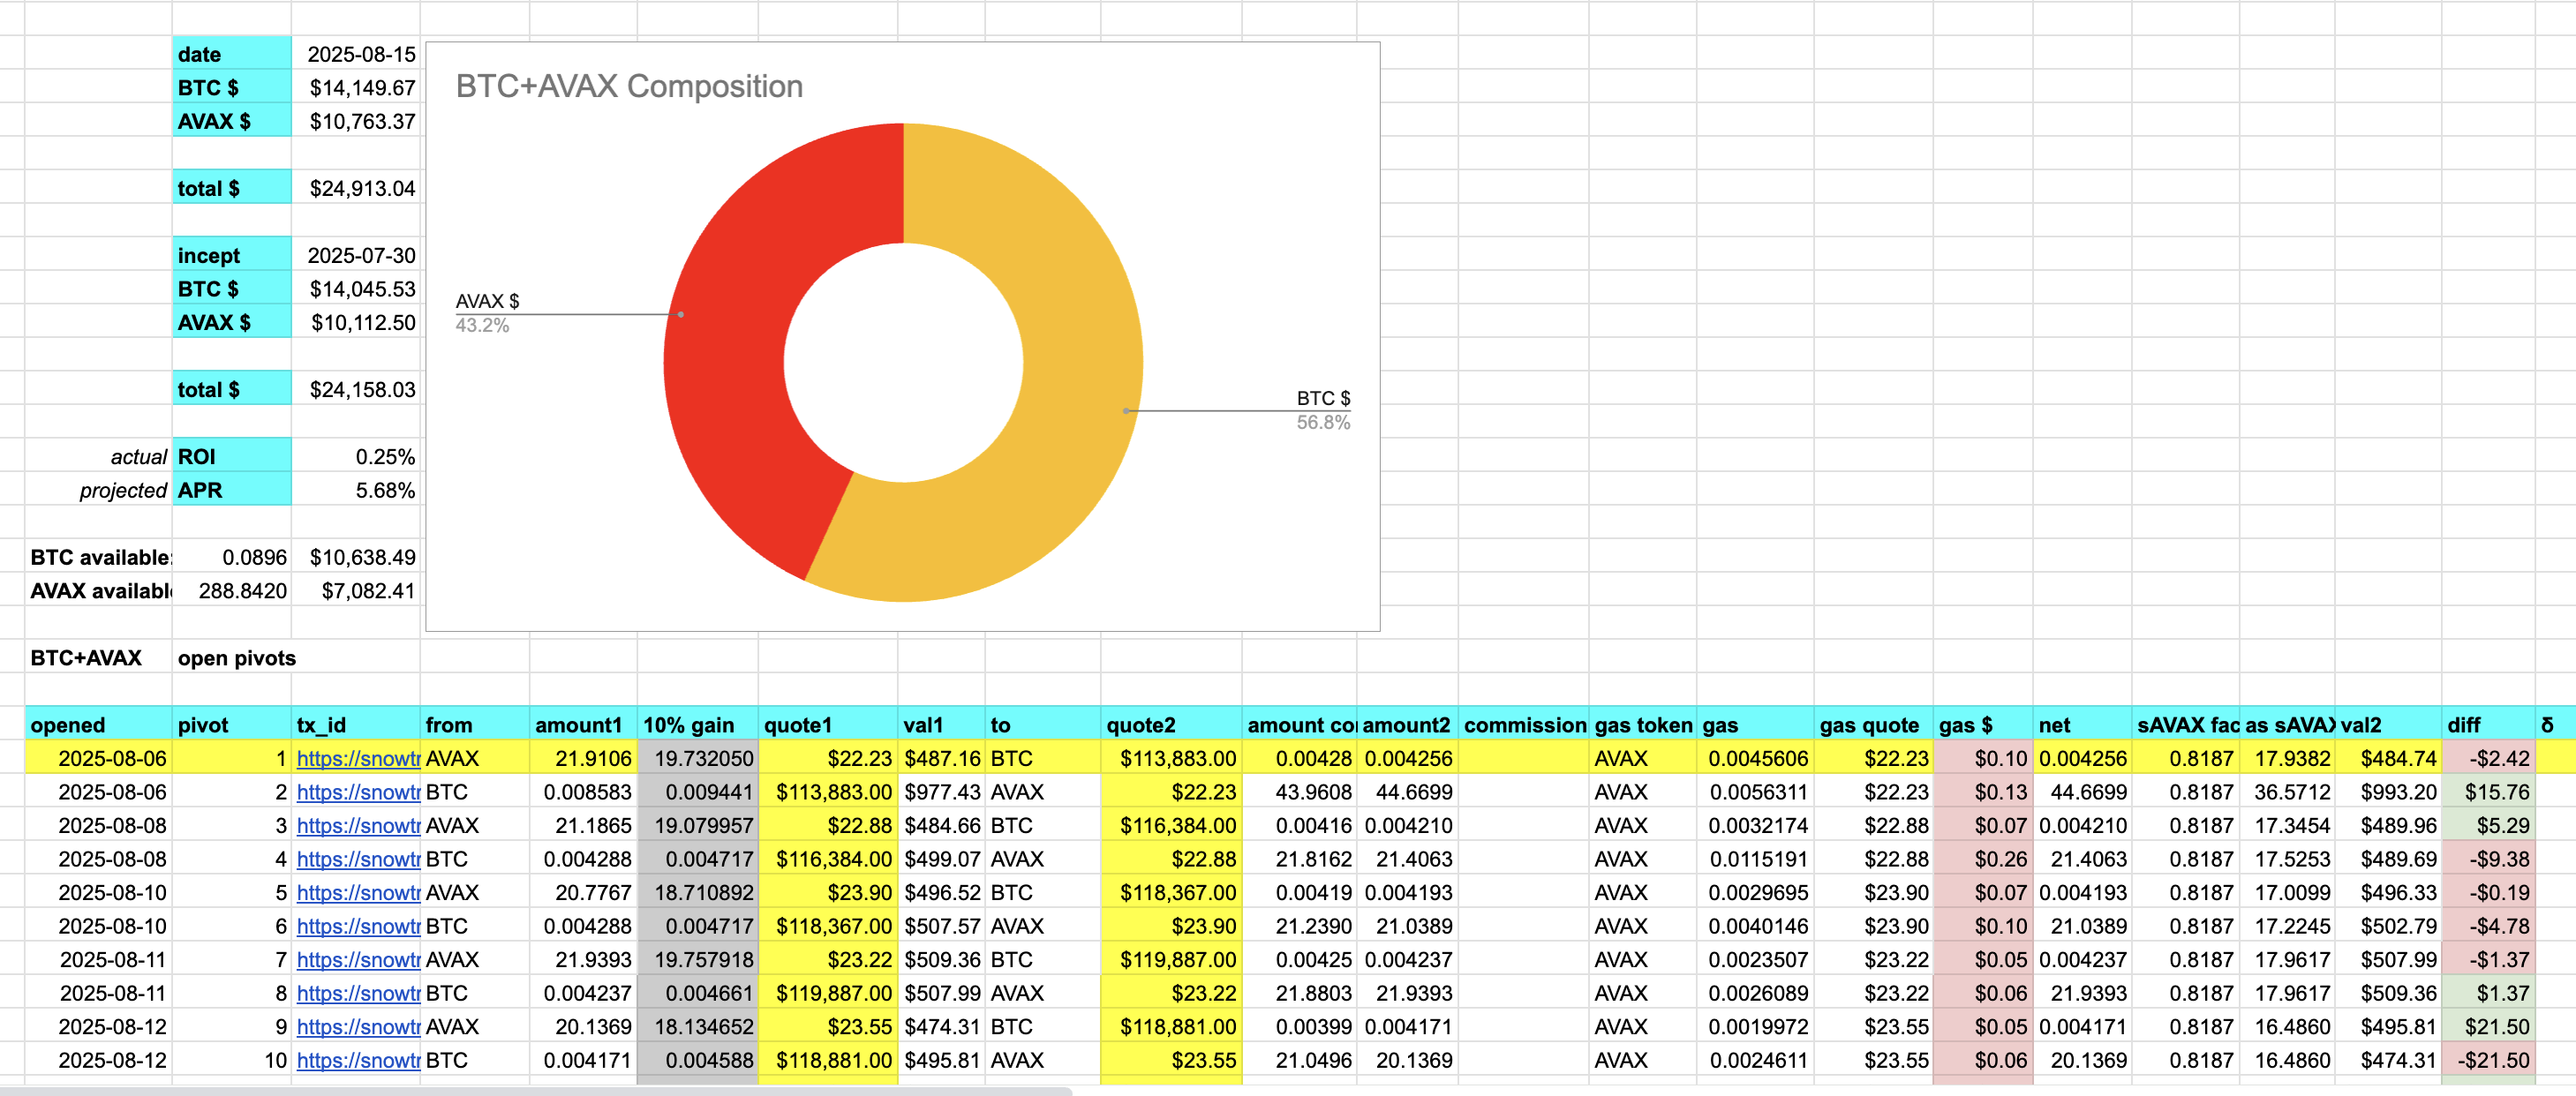 date 2025-08-15
BTC $ $14,149.67
AVAX $ $10,763.37
total $ $24,913.04
incept 2025-07-30
BTC $ $14,045.53
AVAX $ $10,112.50
total $ $24,158.03
actual ROI 0.25%
projected APR 5.68%
BTC available: 0.0896 $10,638.49
AVAX availabl 288.8420 $7,082.41
BTC+AVAX Composition
AVAX $
43.2%
BTC $
56.8%
BTC+AVAX open pivots
opened pivot tx_id from amount1 10% gain quote1 val1 to quote2 amount co amount2 commission gas token gas gas quote gas $ net sAVAX fac as sAVAX val2 diff δ
2025-08-06 1 https://snowtr AVAX 21.9106 19.732050 $22.23 $487.16 BTC $113,883.00 0.00428 0.004256 AVAX 0.0045606 $22.23 $0.10 0.004256 0.8187 17.9382 $484.74 -$2.42
2025-08-06 2 https://snowtr BTC 0.008583 0.009441 $113,883.00 $977.43 AVAX $22.23 43.9608 44.6699 AVAX 0.0056311 $22.23 $0.13 44.6699 0.8187 36.5712 $993.20 $15.76
2025-08-08 3 https://snowtr AVAX 21.1865 19.079957 $22.88 $484.66 BTC $116,384.00 0.00416 0.004210 AVAX 0.0032174 $22.88 $0.07 0.004210 0.8187 17.3454 $489.96 $5.29
2025-08-08 4 https://snowtr BTC 0.004288 0.004717 $116,384.00 $499.07 AVAX $22.88 21.8162 21.4063 AVAX 0.0115191 $22.88 $0.26 21.4063 0.8187 17.5253 $489.69 -$9.38
2025-08-10 5 https://snowtr AVAX 20.7767 18.710892 $23.90 $496.52 BTC $118,367.00 0.00419 0.004193 AVAX 0.0029695 $23.90 $0.07 0.004193 0.8187 17.0099 $496.33 -$0.19
2025-08-10 6 https://snowtr BTC 0.004288 0.004717 $118,367.00 $507.57 AVAX $23.90 21.2390 21.0389 AVAX 0.0040146 $23.90 $0.10 21.0389 0.8187 17.2245 $502.79 -$4.78
2025-08-11 7 https://snowtr AVAX 21.9393 19.757918 $23.22 $509.36 BTC $119,887.00 0.00425 0.004237 AVAX 0.0023507 $23.22 $0.05 0.004237 0.8187 17.9617 $507.99 -$1.37
2025-08-11 8 https://snowtr BTC 0.004237 0.004661 $119,887.00 $507.99 AVAX $23.22 21.8803 21.9393 AVAX 0.0026089 $23.22 $0.06 21.9393 0.8187 17.9617 $509.36 $1.37
2025-08-12 9 https://snowtr AVAX 20.1369 18.134652 $23.55 $474.31 BTC $118,881.00 0.00399 0.004171 AVAX 0.0019972 $23.55 $0.05 0.004171 0.8187 16.4860 $495.81 $21.50
2025-08-12 10 https://snowtr BTC 0.004171 0.004588 $118,881.00 $495.81 AVAX $23.55 21.0496 20.1369 AVAX 0.0024611 $23.55 $0.06 20.1369 0.8187 16.4860 $474.31 -$21.50